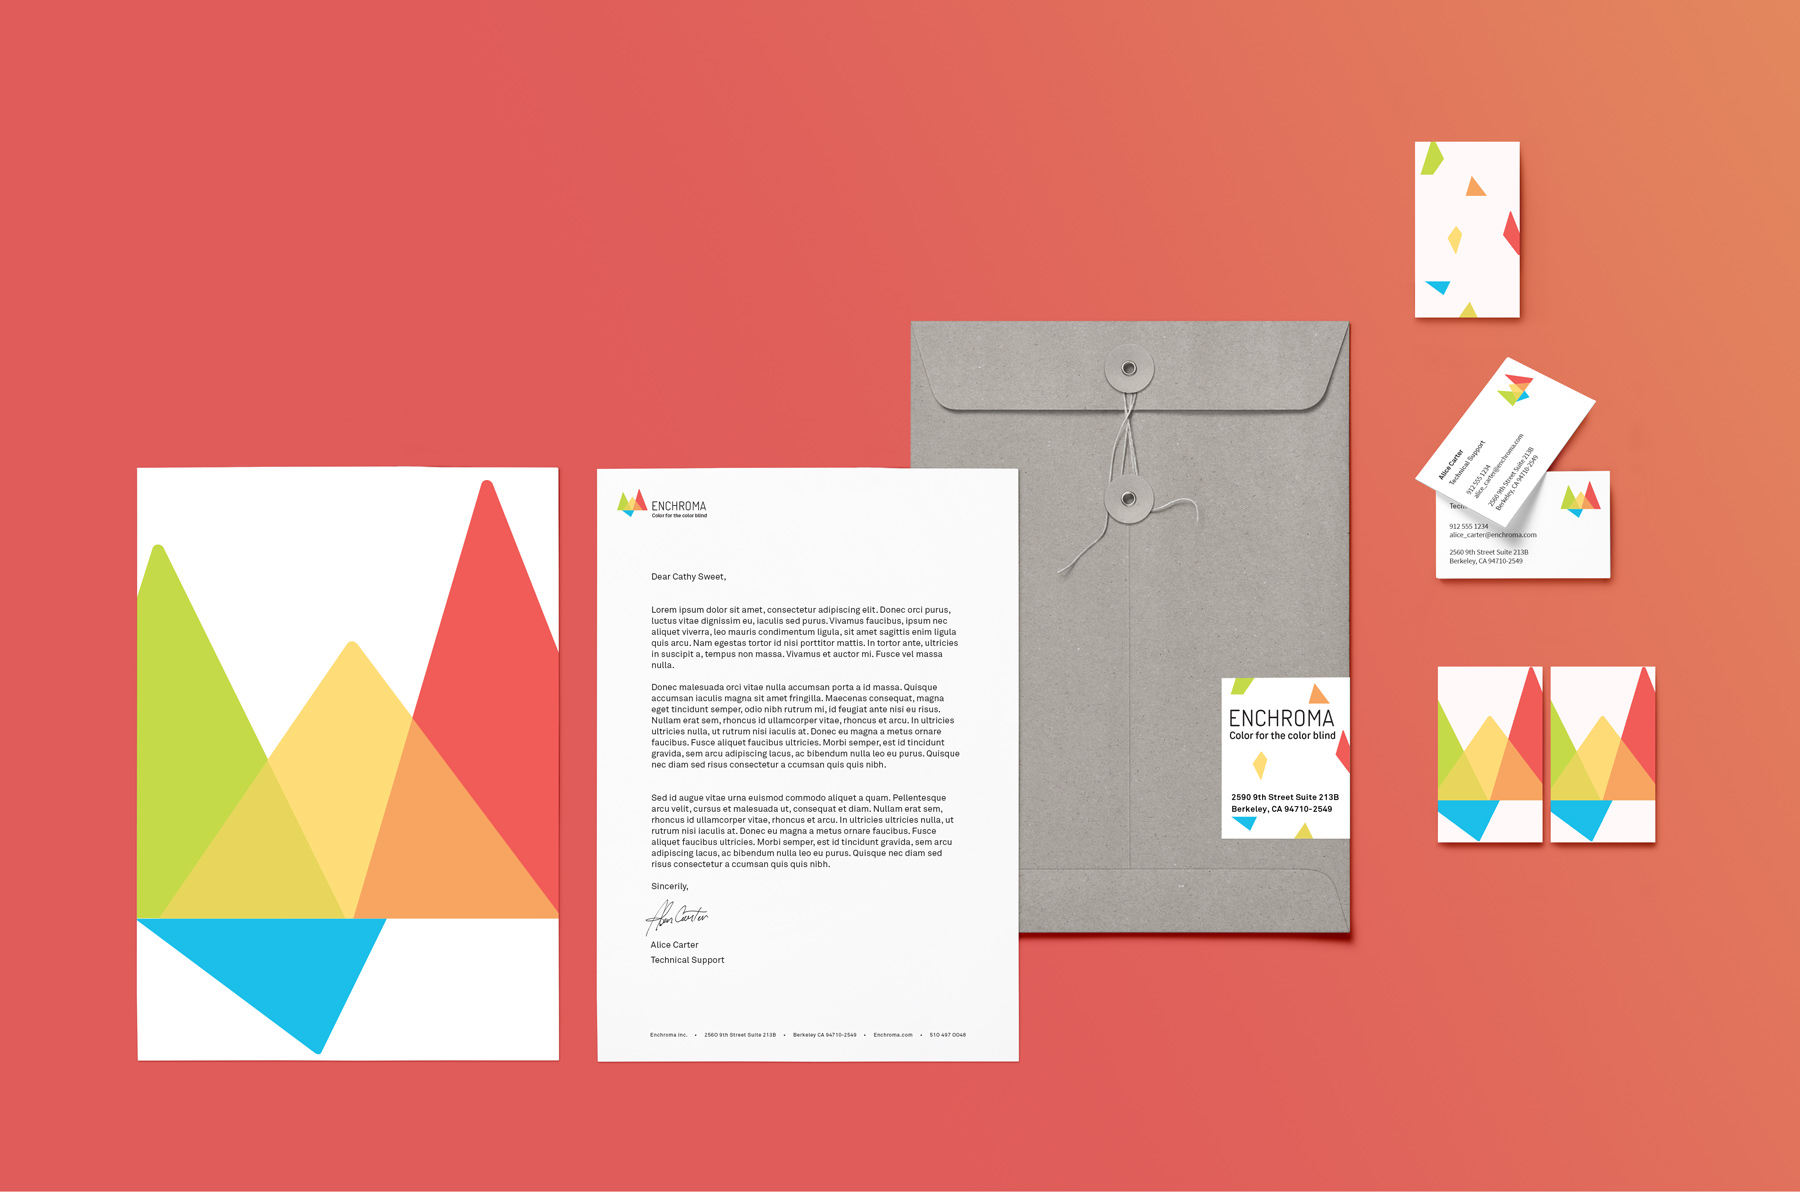 ENCHROMA
Color for the color blind
Dear Cathy Sweet,
Lorem ipsum dolor sit amet, consectetur adipiscing elit. Donec orci purus,
luctus vitae dignissim eu, iaculis sed purus. Vivamus faucibus, ipsum nec
aliquet viverra, leo mauris condimentum ligula, sit amet sagittis enim ligula
quis arcu. Nam egestas tortor id nisi porttitor mattis. In tortor ante, ultricies
in suscipit a, tempus non massa. Vivamus et auctor mi. Fusce vel massa
nulla.
Donec malesuada orci vitae nulla accumsan porta a id massa. Quisque
accumsan iaculis magna sit amet fringilla. Maecenas consequat, magna
eget tincidunt semper, odio nibh rutrum mi, id feugiat ante nisi eu risus.
Nullam erat sem, rhoncus id ullamcorper vitae, rhoncus et arcu. In ultricies
ultricies nulla, ut rutrum nisi iaculis at. Donec eu magna a metus ornare
faucibus. Fusce aliquet faucibus ultricies. Morbi semper, est id tincidunt
gravida, sem arcu adipiscing lacus, ac bibendum nulla leo eu purus. Quisque
nec diam sed risus consectetur a ccumsan quis quis nibh.
Sed id augue vitae urna euismod commodo aliquet a quam. Pellentesque
arcu velit, cursus et malesuada ut, consequat et diam. Nullam erat sem,
rhoncus id ullamcorper vitae, rhoncus et arcu. In ultricies ultricies nulla, ut
rutrum nisi iaculis at. Donec eu magna a metus ornare faucibus. Fusce
aliquet faucibus ultricies. Morbi semper, est id tincidunt gravida, sem arcu
adipiscing lacus, ac bibendum nulla leo eu purus. Quisque nec diam sed
risus consectetur a ccumsan quis quis nibh.
Sincerily,
Alice Carter
Technical Support
Enchroma Inc. • 2560 9th Street Suite 213B • Berkeley CA 94710-2549 • Enchroma.com • 510 497 0048
ENCHROMA
Color for the color blind
2590 9th Street Suite 213B
Berkeley, CA 94710-2549
Alice Carter
Technical Support
912 555 1234
alice_carter@enchroma.com
2560 9th Street Suite 213B
Berkeley, CA 94710-2549
912 555 1234
alice_carter@enchroma.com
2560 9th Street Suite 213B
Berkeley, CA 94710-2549